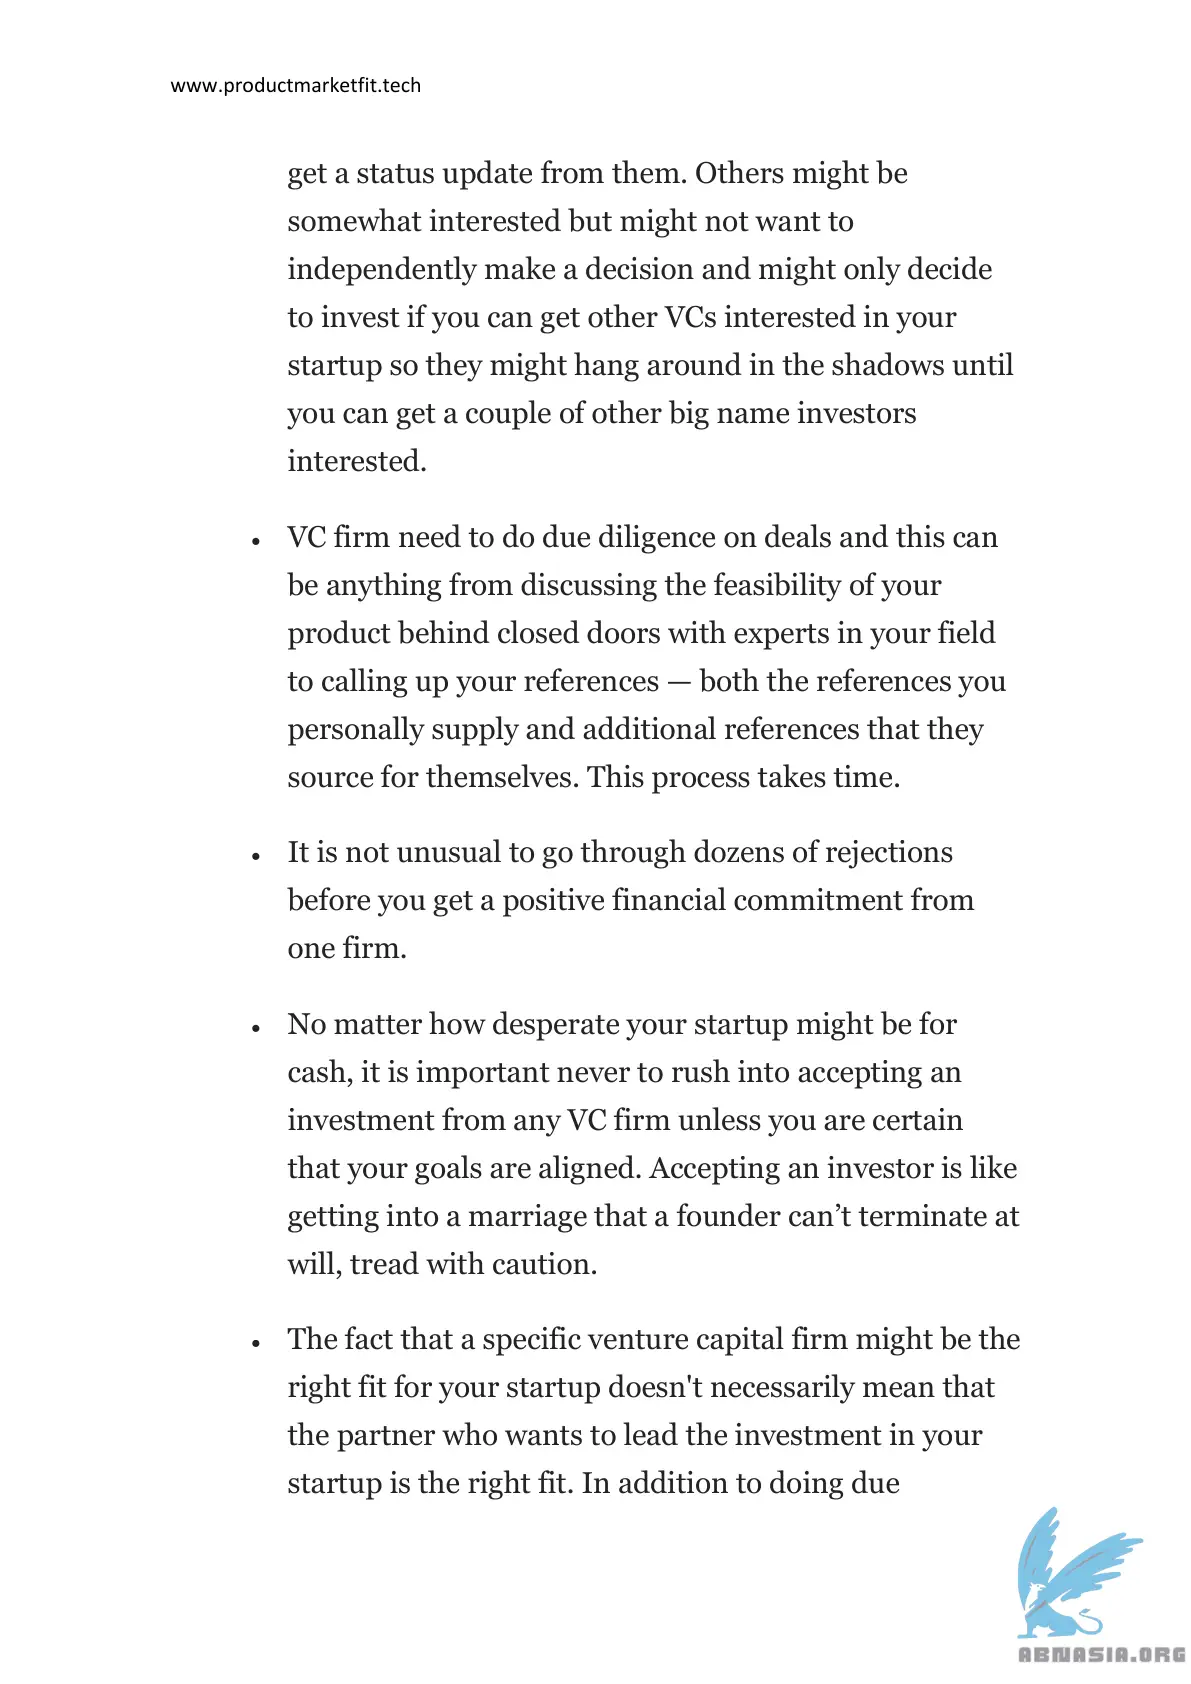 www.productmarketfit.tech
get a status update from them. Others might be
somewhat interested but might not want to
independently make a decision and might only decide
to invest if you can get other VCs interested in your
startup so they might hang around in the shadows until
you can get a couple of other big name investors
interested.
• VC firm need to do due diligence on deals and this can
be anything from discussing the feasibility of your
product behind closed doors with experts in your field
to calling up your references — both the references you
personally supply and additional references that they
source for themselves. This process takes time.
• It is not unusual to go through dozens of rejections
before you get a positive financial commitment from
one firm.
• No matter how desperate your startup might be for
cash, it is important never to rush into accepting an
investment from any VC firm unless you are certain
that your goals are aligned. Accepting an investor is like
getting into a marriage that a founder can’t terminate at
will, tread with caution.
• The fact that a specific venture capital firm might be the
right fit for your startup doesn't necessarily mean that
the partner who wants to lead the investment in your
startup is the right fit. In addition to doing due
ABNASIA.ORG